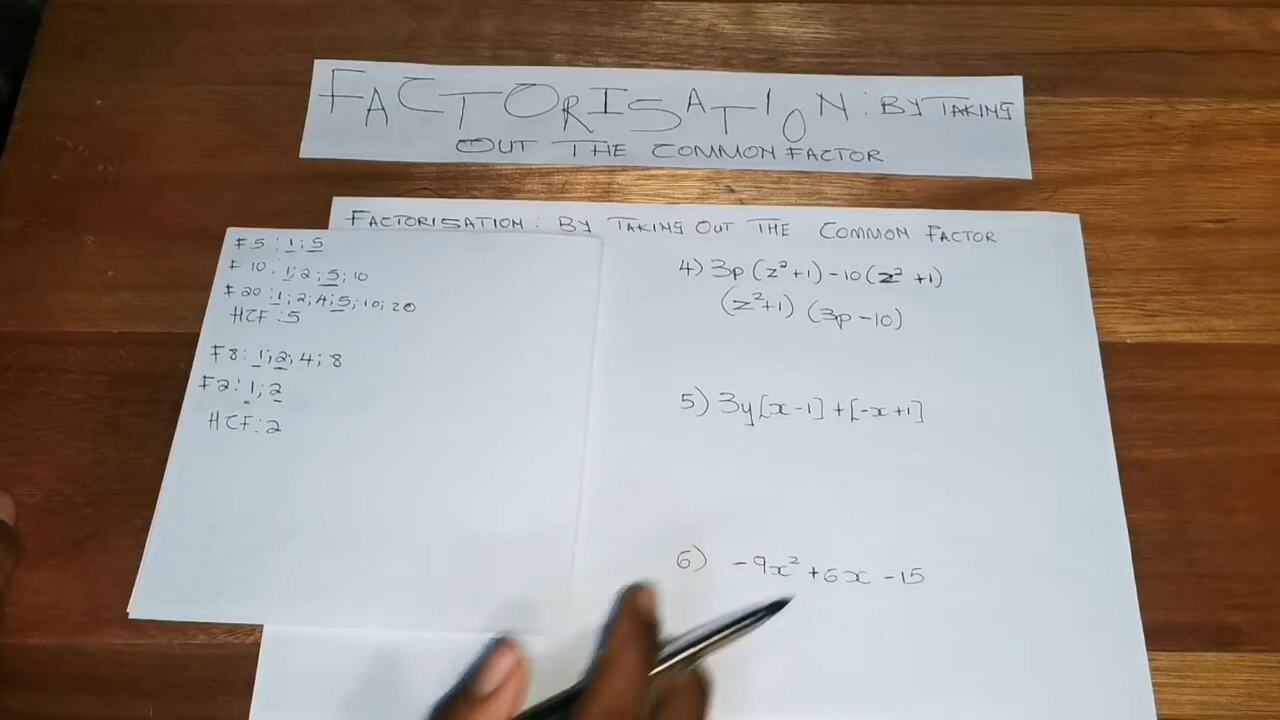 FACTORISATION: BY TAKING
OUT THE COMMON FACTOR
FACTORISATION: BY TAKING OUT THE COMMON FACTOR
F5: 1; 5
F10: 1; 2; 5; 10
F20: 1; 2; 4; 5; 10; 20
HCF: 5
F8: 1; 2; 4; 8
F2: 1; 2
HCF: 2
4) 3p(z²+1)-10(z²+1)
(z²+1)(3p-10)
5) 3y[x-1]+[-x+1]
6) -9x²+6x-15